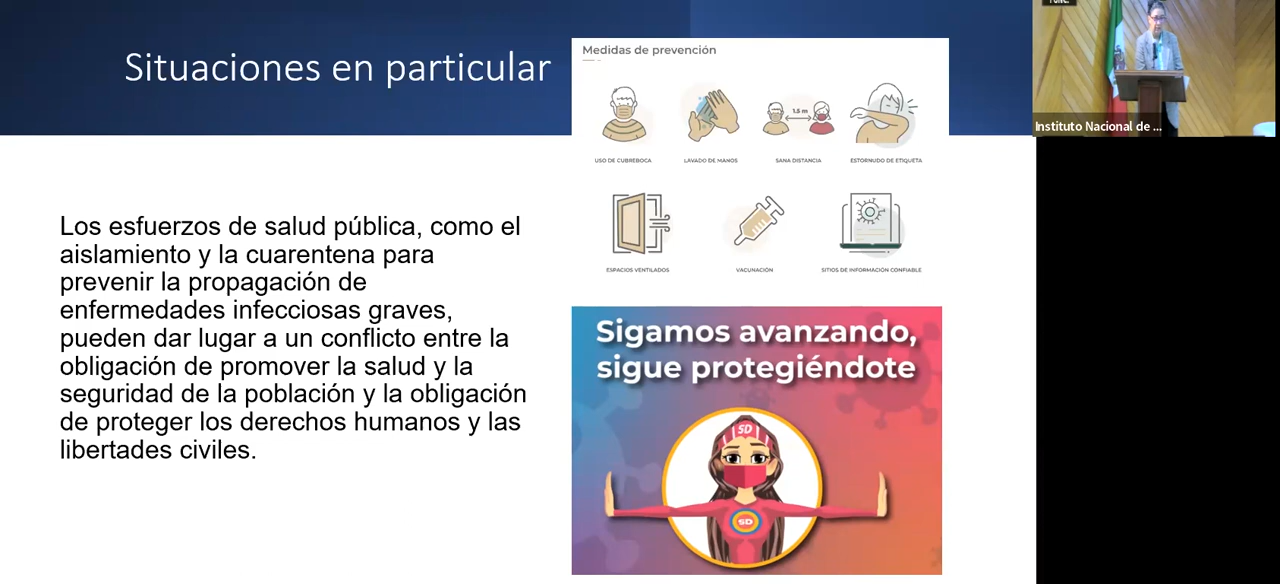 Situaciones en particular
Los esfuerzos de salud pública, como el
aislamiento y la cuarentena para
prevenir la propagación de
enfermedades infecciosas graves,
pueden dar lugar a un conflicto entre la
obligación de promover la salud y la
seguridad de la población y la obligación
de proteger los derechos humanos y las
libertades civiles.
Medidas de prevención
1.5 m
USO DE CUBREBOCA
LAVADO DE MANOS
SANA DISTANCIA
ESTORNUDO DE ETIQUETA
ESPACIOS VENTILADOS
VACUNACIÓN
SITIOS DE INFORMACIÓN CONFIABLE
Sigamos avanzando,
sigue protegiéndote
SD
SD
Instituto Nacional de ...